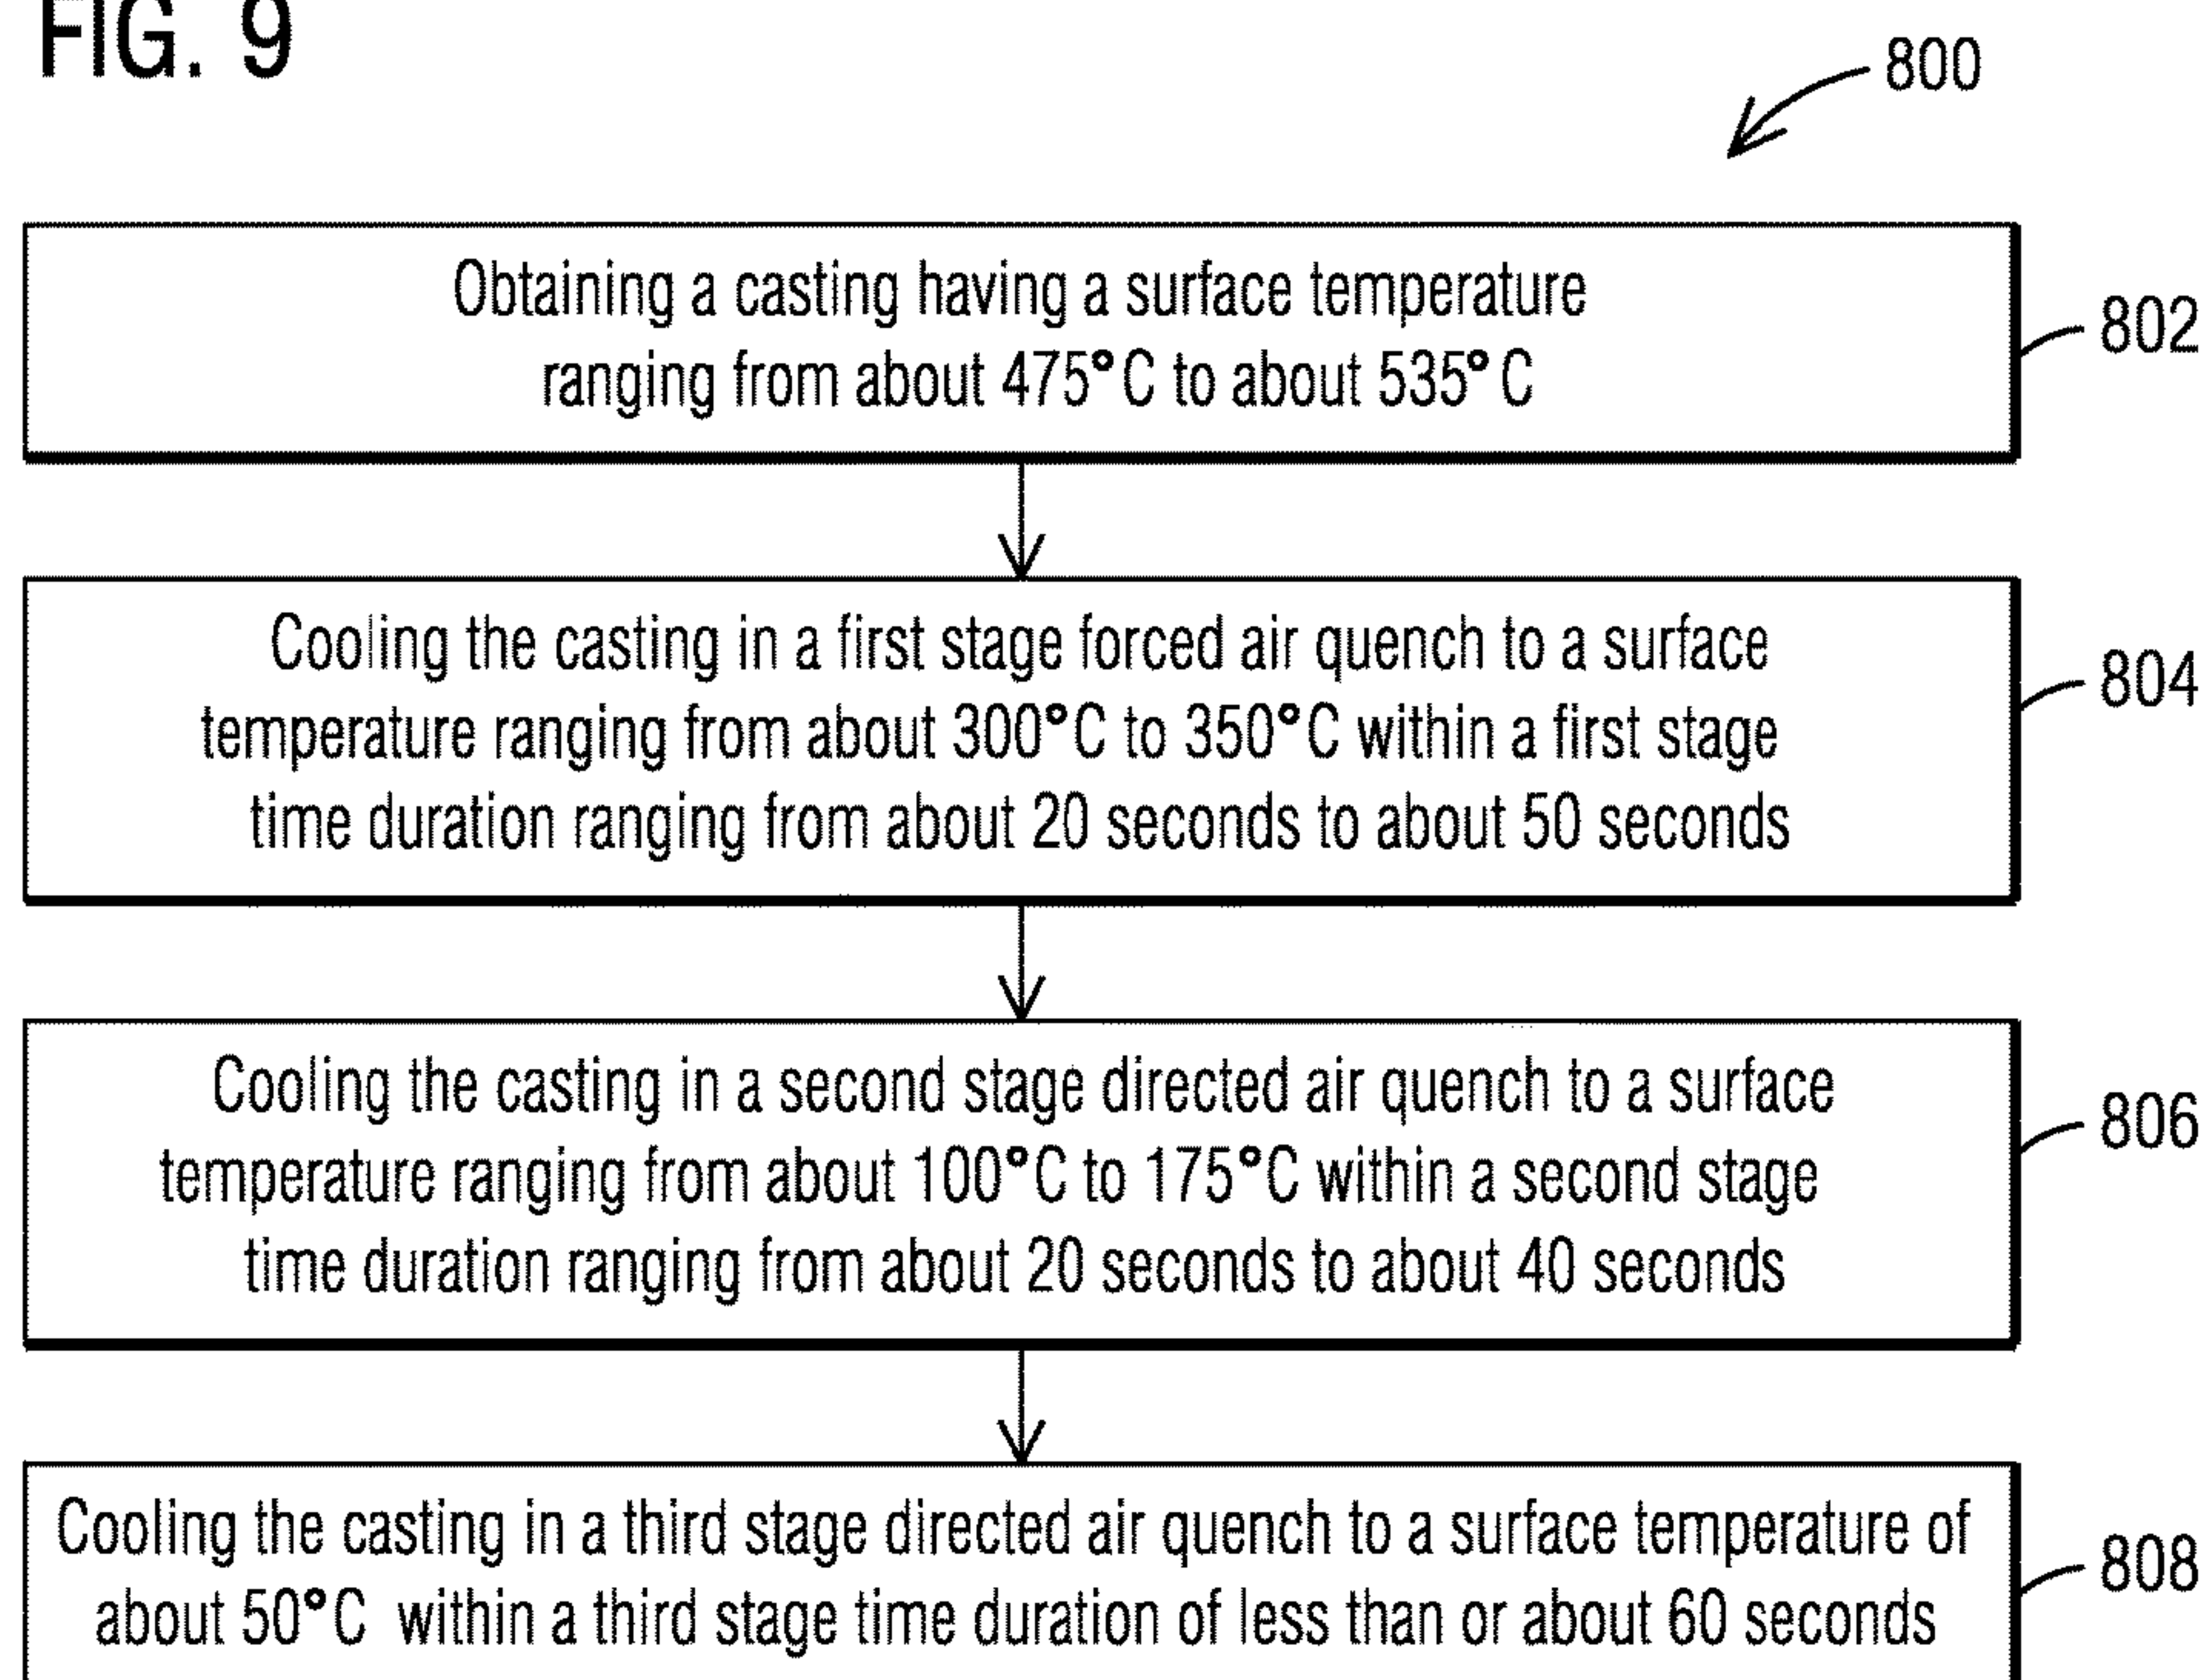 FIG. 9
800
Obtaining a casting having a surface temperature
ranging from about 475°C to about 535°C
802
Cooling the casting in a first stage forced air quench to a surface
temperature ranging from about 300°C to 350°C within a first stage
time duration ranging from about 20 seconds to about 50 seconds
804
Cooling the casting in a second stage directed air quench to a surface
temperature ranging from about 100°C to 175°C within a second stage
time duration ranging from about 20 seconds to about 40 seconds
806
Cooling the casting in a third stage directed air quench to a surface temperature of
about 50°C within a third stage time duration of less than or about 60 seconds
808